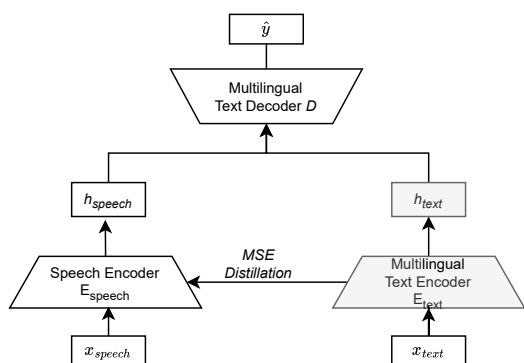 ŷ
Multilingual
Text Decoder D
h_speech
h_text
MSE
Distillation
Speech Encoder
E_speech
Multilingual
Text Encoder
E_text
x_speech
x_text